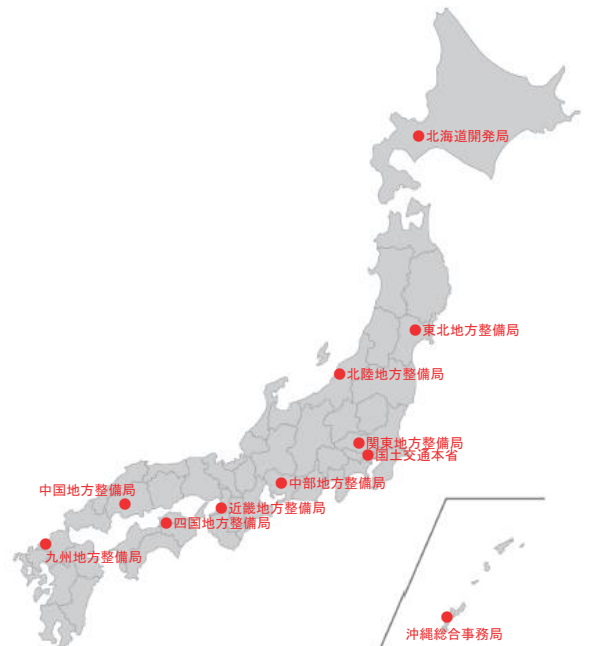 北海道開発局
東北地方整備局
北陸地方整備局
関東地方整備局
国土交通本省
中部地方整備局
中国地方整備局
近畿地方整備局
四国地方整備局
九州地方整備局
沖縄総合事務局